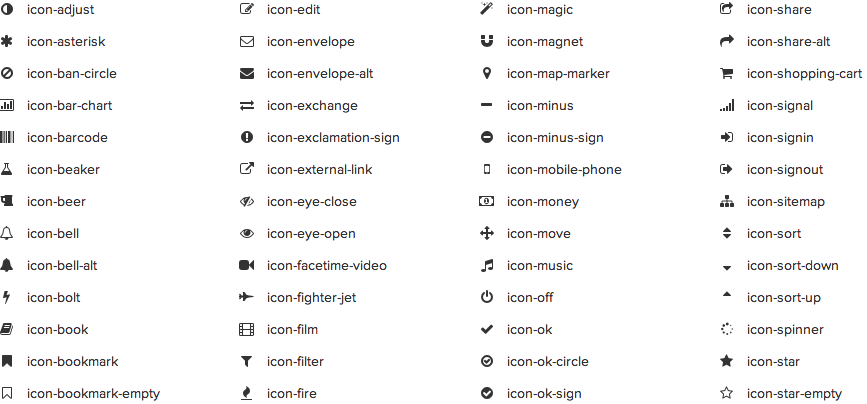 icon-adjust
icon-asterisk
icon-ban-circle
icon-bar-chart
icon-barcode
icon-beaker
icon-beer
icon-bell
icon-bell-alt
icon-bolt
icon-book
icon-bookmark
icon-bookmark-empty
icon-edit
icon-envelope
icon-envelope-alt
icon-exchange
icon-exclamation-sign
icon-external-link
icon-eye-close
icon-eye-open
icon-facetime-video
icon-fighter-jet
icon-film
icon-filter
icon-fire
icon-magic
icon-magnet
icon-map-marker
icon-minus
icon-minus-sign
icon-mobile-phone
icon-money
icon-move
icon-music
icon-off
icon-ok
icon-ok-circle
icon-ok-sign
icon-share
icon-share-alt
icon-shopping-cart
icon-signal
icon-signin
icon-signout
icon-sitemap
icon-sort
icon-sort-down
icon-sort-up
icon-spinner
icon-star
icon-star-empty